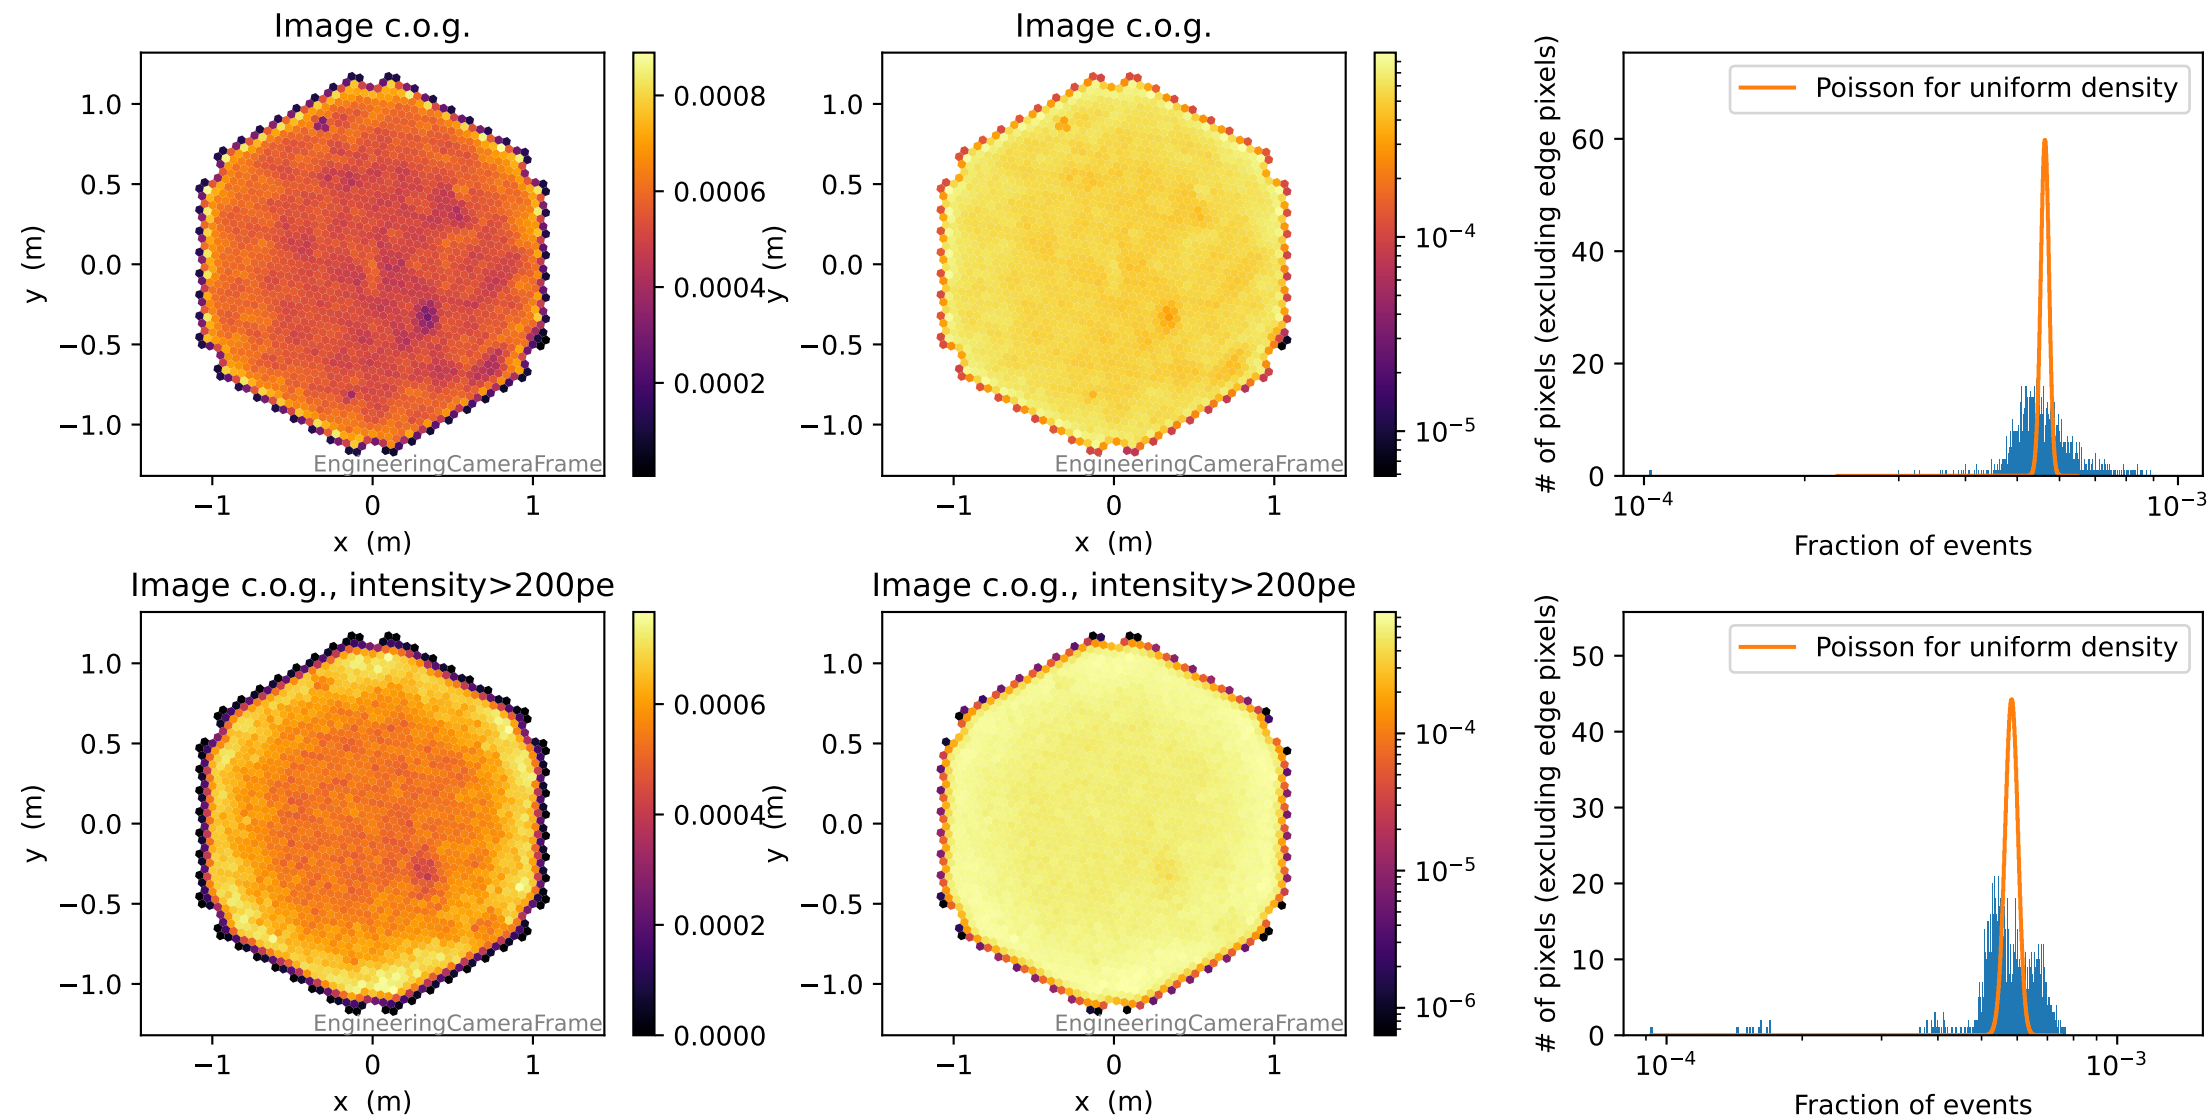 Image c.o.g.
1.0
0.5
0.0
−0.5
−1.0
y (m)
−1
0
1
x (m)
EngineeringCameraFrame
0.0008
0.0006
0.0004
0.0002
Image c.o.g.
1.0
0.5
0.0
−0.5
−1.0
y (m)
−1
0
1
x (m)
EngineeringCameraFrame
10⁻⁴
10⁻⁵
# of pixels (excluding edge pixels)
60
40
20
0
Poisson for uniform density
10⁻⁴
10⁻³
Fraction of events
Image c.o.g., intensity>200pe
1.0
0.5
0.0
−0.5
−1.0
y (m)
−1
0
1
x (m)
EngineeringCameraFrame
0.0006
0.0004
0.0002
0.0000
Image c.o.g., intensity>200pe
1.0
0.5
0.0
−0.5
−1.0
y (m)
−1
0
1
x (m)
EngineeringCameraFrame
10⁻⁴
10⁻⁵
10⁻⁶
# of pixels (excluding edge pixels)
50
40
30
20
10
0
Poisson for uniform density
10⁻⁴
10⁻³
Fraction of events